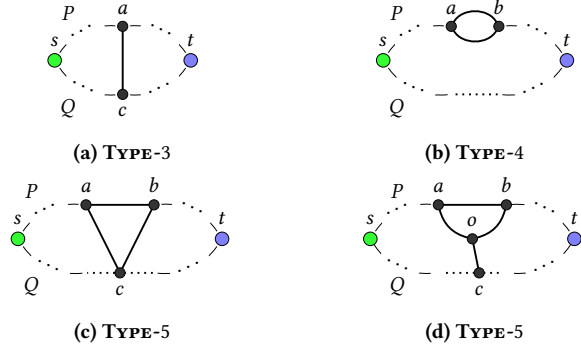 P a
s t
Q c
(a) TYPE-3
P a b
s t
Q
(b) TYPE-4
P a b
s t
Q c
(c) TYPE-5
P a b
s o t
Q c
(d) TYPE-5